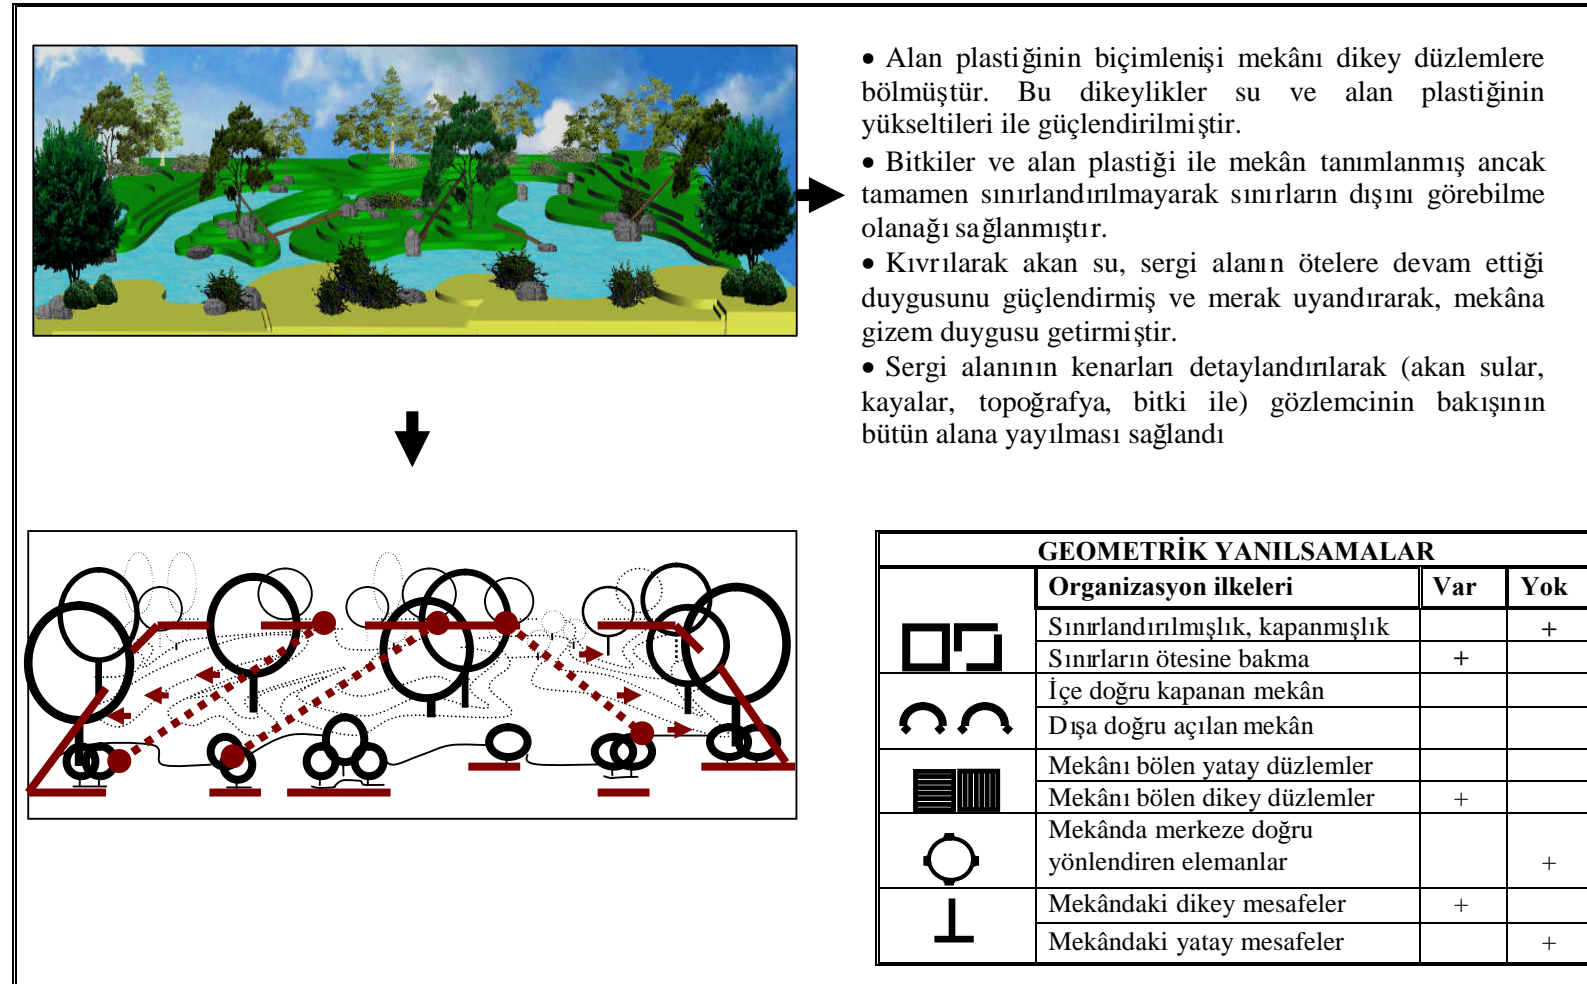 • Alan plastiğinin biçimlenişi mekânı dikey düzlemlere
bölmüştür. Bu dikeylikler su ve alan plastiğinin
yükseltileri ile güçlendirilmiştir.
• Bitkiler ve alan plastiği ile mekân tanımlanmış ancak
tamamen sınırlandırılmayarak sınırların dışını görebilme
olanağı sağlanmıştır.
• Kıvrılarak akan su, sergi alanın ötelere devam ettiği
duygusunu güçlendirmiş ve merak uyandırarak, mekâna
gizem duygusu getirmiştir.
• Sergi alanının kenarları detaylandırılarak (akan sular,
kayalar, topoğrafya, bitki ile) gözlemcinin bakışının
bütün alana yayılması sağlandı
GEOMETRİK YANILSAMALAR
Organizasyon ilkeleri Var Yok
Sınırlandırılmışlık, kapanmışlık +
Sınırların ötesine bakma +
İçe doğru kapanan mekân
Dışa doğru açılan mekân
Mekânı bölen yatay düzlemler
Mekânı bölen dikey düzlemler +
Mekânda merkeze doğru
yönlendiren elemanlar +
Mekândaki dikey mesafeler +
Mekândaki yatay mesafeler +